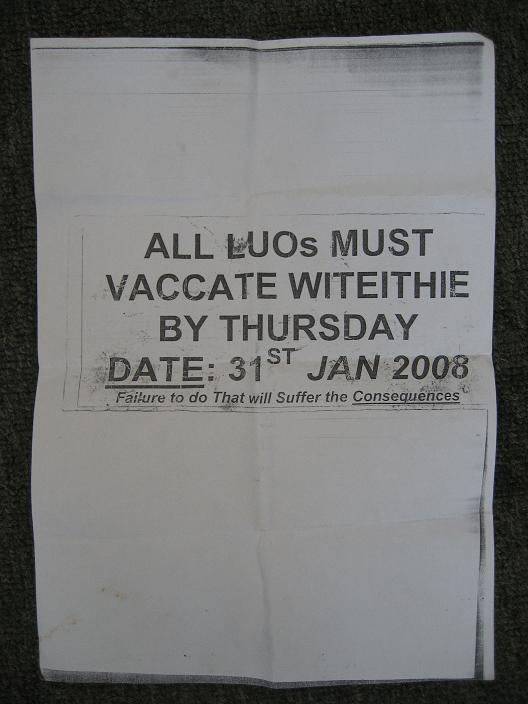 ALL LUOs MUST
VACCATE WITEITHIE
BY THURSDAY
DATE: 31ST JAN 2008
Failure to do That will Suffer the Consequences